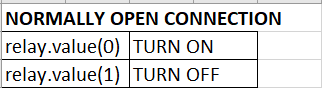 NORMALLY OPEN CONNECTION
relay.value(0) TURN ON
relay.value(1) TURN OFF